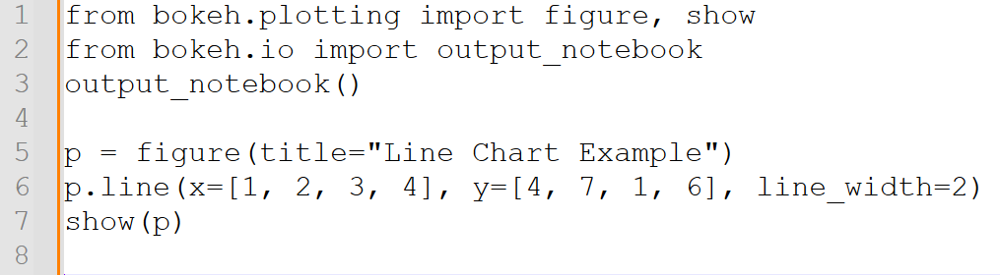 1 from bokeh.plotting import figure, show
2 from bokeh.io import output_notebook
3 output_notebook()
4
5 p = figure(title="Line Chart Example")
6 p.line(x=[1, 2, 3, 4], y=[4, 7, 1, 6], line_width=2)
7 show(p)
8